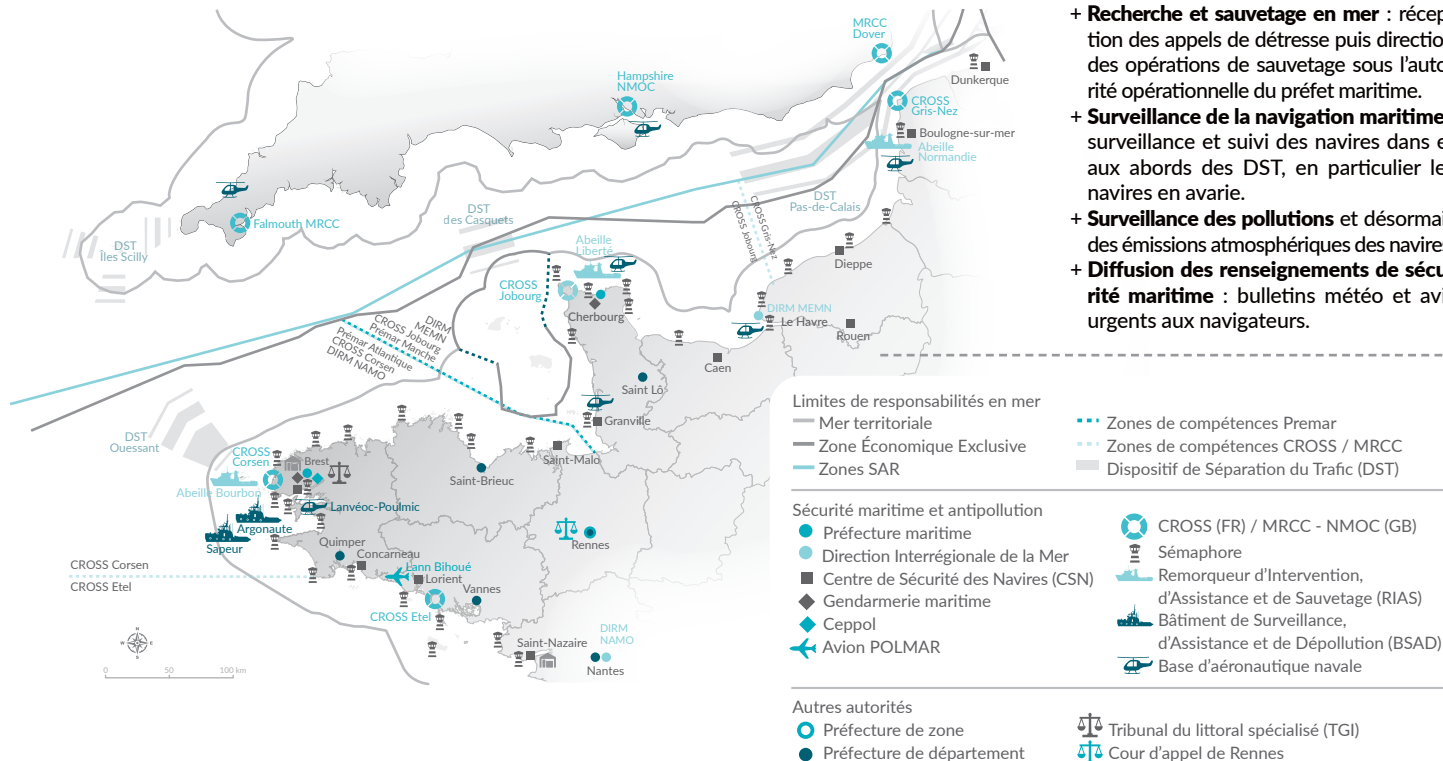 MRCC
Dover
Hampshire
NMOC
Dunkerque
CROSS
Gris-Nez
Boulogne-sur-mer
Abeille
Normandie
Falmouth MRCC
DST
Îles Scilly
DST
des Casquets
DST
Pas-de-Calais
CROSS Gris-Nez
CROSS Jobourg
Abeille
Liberté
CROSS
Jobourg
Cherbourg
Dieppe
DIRM MEMN
Le Havre
Rouen
Caen
Saint Lô
Granville
DIRM
MEMN
CROSS Jobourg
Prémar Manche
Prémar Atlantique
CROSS Corsen
DIRM NAMO
DST
Ouessant
CROSS
Corsen
Brest
Abeille Bourbon
Saint-Malo
Saint-Brieuc
Lanvéoc-Poulmic
Argonaute
Sapeur
Quimper
Concarneau
Lann Bihoué
Lorient
Vannes
Rennes
CROSS Corsen
CROSS Etel
CROSS Etel
Saint-Nazaire
DIRM
NAMO
Nantes
N
E
S
W
0 50 100 km
+ Recherche et sauvetage en mer : récep-
tion des appels de détresse puis direction
des opérations de sauvetage sous l'auto-
rité opérationnelle du préfet maritime.
+ Surveillance de la navigation maritime
surveillance et suivi des navires dans e
aux abords des DST, en particulier le
navires en avarie.
+ Surveillance des pollutions et désormai
des émissions atmosphériques des navires
+ Diffusion des renseignements de sécu-
rité maritime : bulletins météo et avi
urgents aux navigateurs.
Limites de responsabilités en mer
Mer territoriale
Zone Économique Exclusive
Zones SAR
Zones de compétences Premar
Zones de compétences CROSS / MRCC
Dispositif de Séparation du Trafic (DST)
Sécurité maritime et antipollution
Préfecture maritime
Direction Interrégionale de la Mer
Centre de Sécurité des Navires (CSN)
Gendarmerie maritime
Ceppol
Avion POLMAR
CROSS (FR) / MRCC - NMOC (GB)
Sémaphore
Remorqueur d'Intervention,
d'Assistance et de Sauvetage (RIAS)
Bâtiment de Surveillance,
d'Assistance et de Dépollution (BSAD)
Base d'aéronautique navale
Autres autorités
Préfecture de zone
Préfecture de département
Tribunal du littoral spécialisé (TGI)
Cour d'appel de Rennes